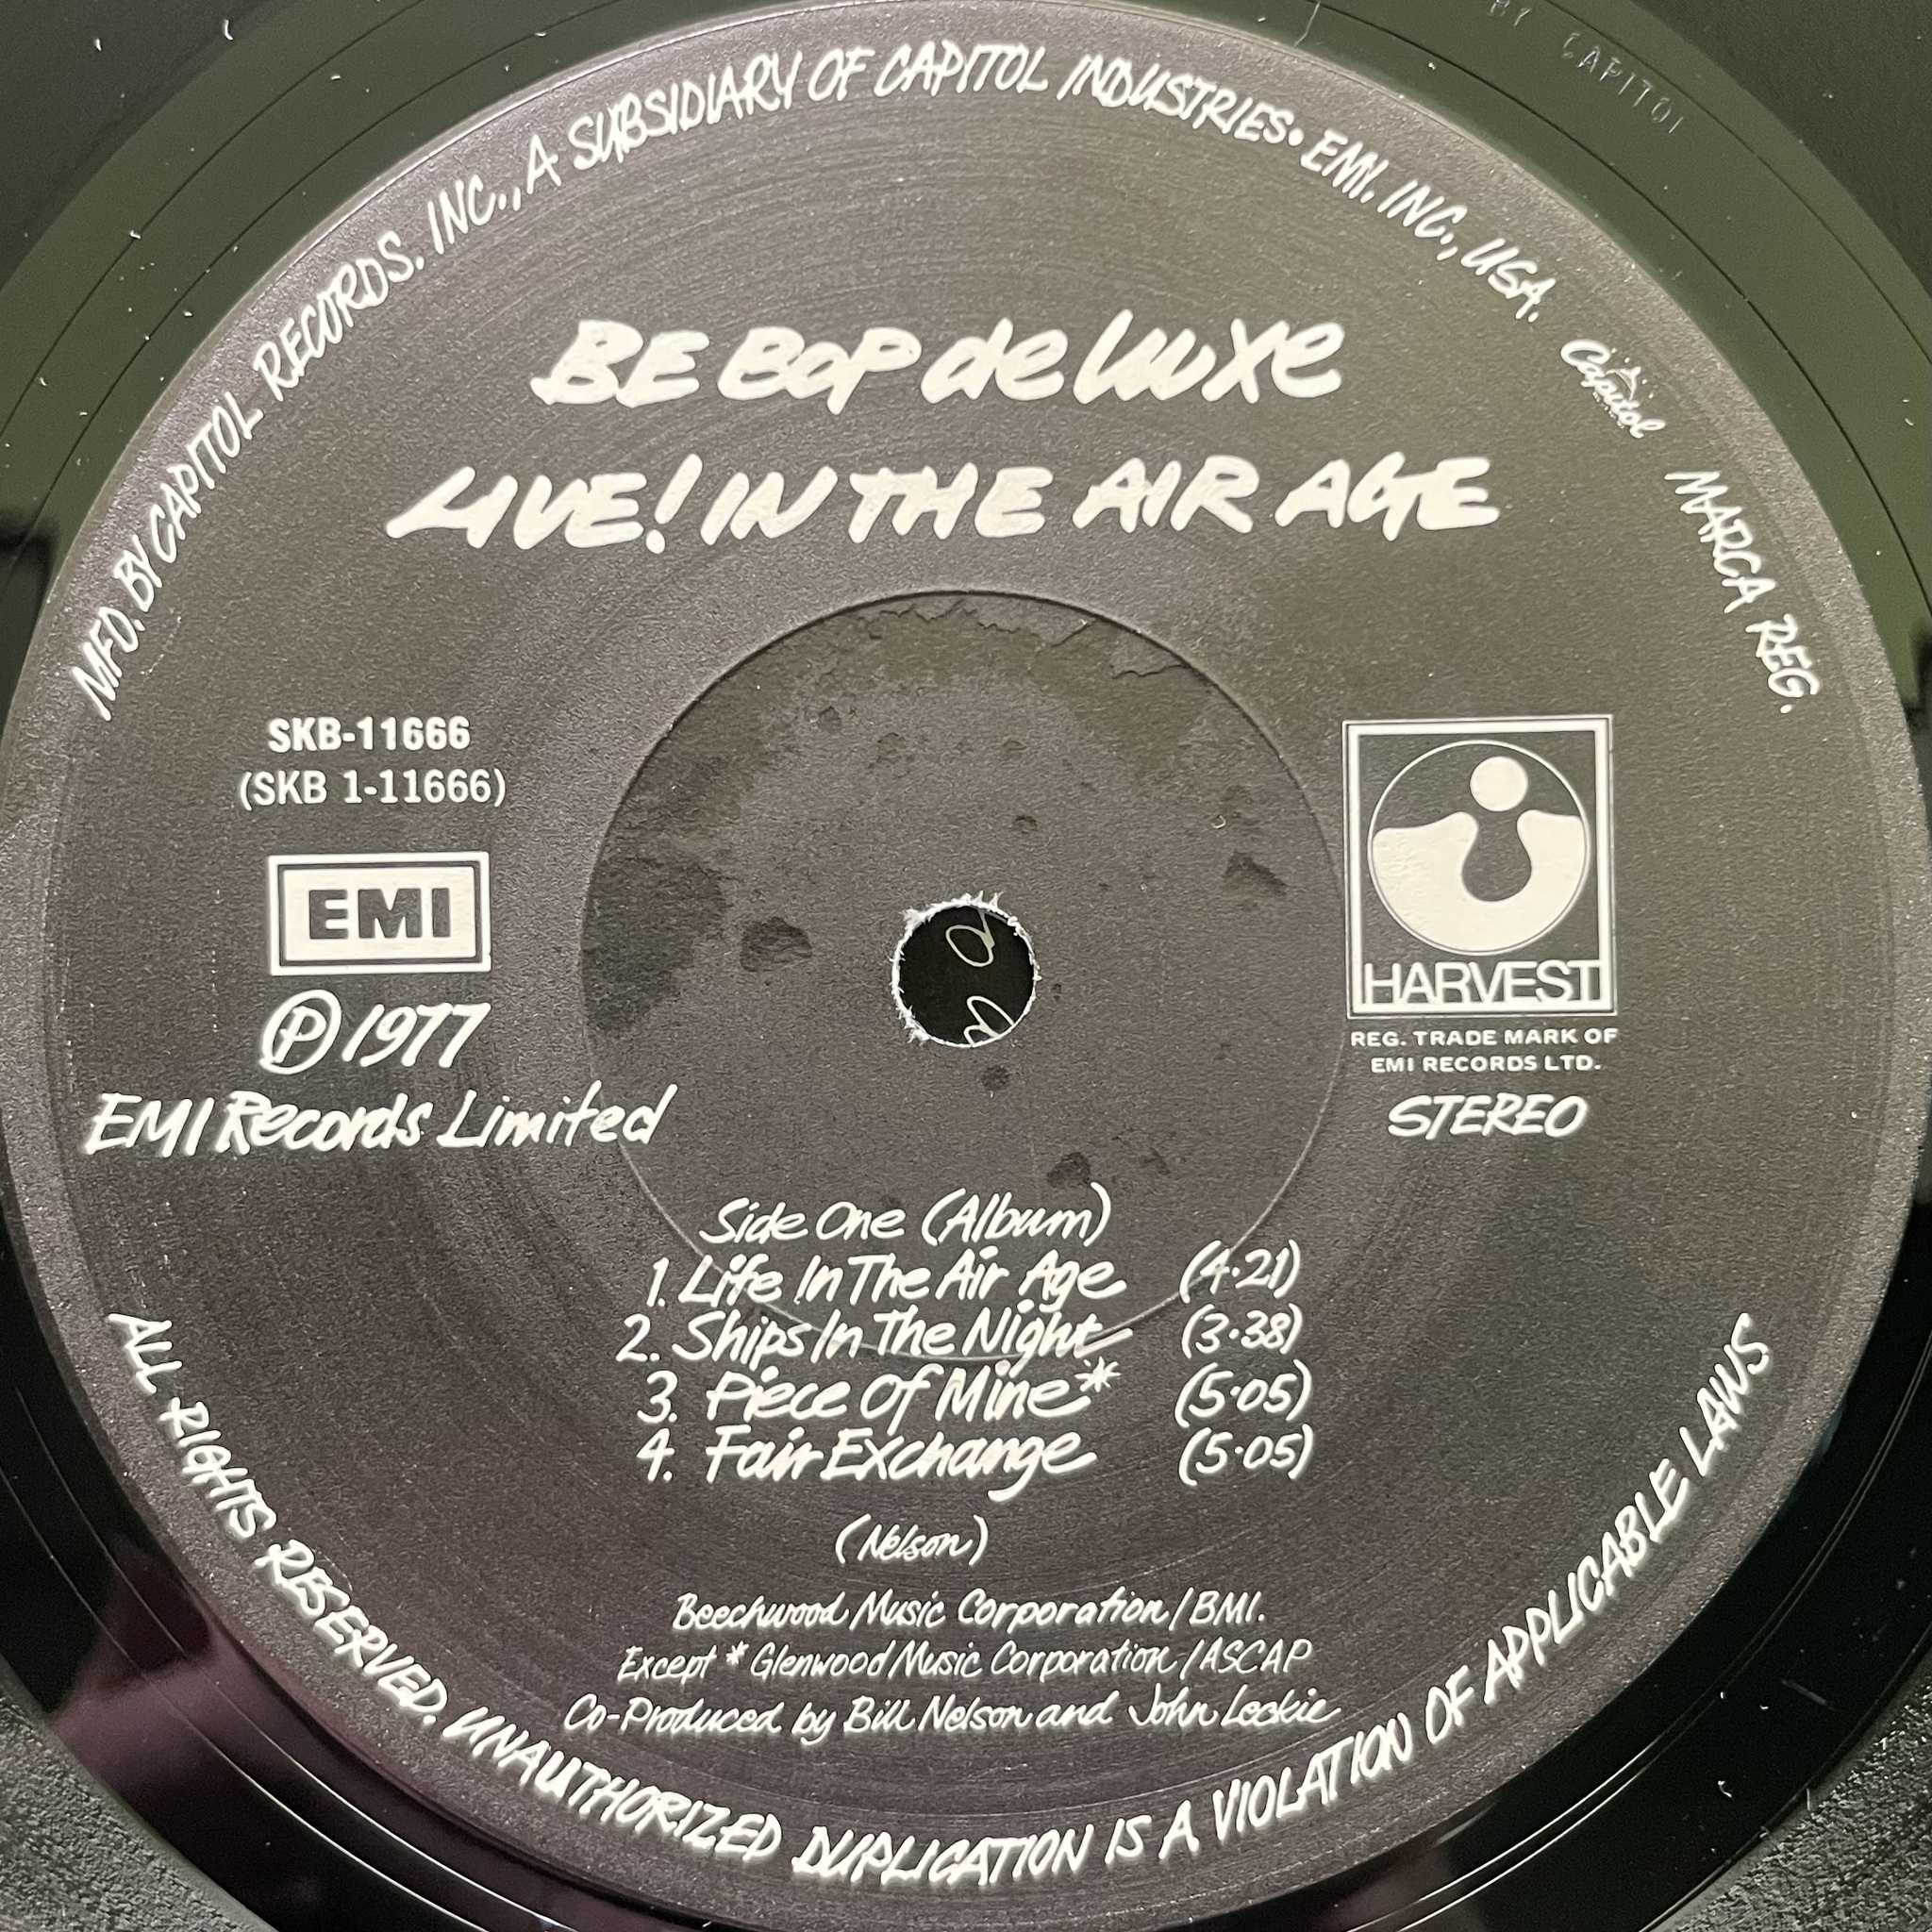 BY CAPITOL
MFD. BY CAPITOL RECORDS. INC., A SUBSIDIARY OF CAPITOL INDUSTRIES • EMI. INC., USA. Capitol MARCA REG.
BE BOP de luxe
LIVE! IN THE AIR AGE
SKB-11666
(SKB 1-11666)
EMI
Ⓟ 1977
EMI Records Limited
HARVEST
REG. TRADE MARK OF
EMI RECORDS LTD.
STEREO
Side One (Album)
1. Life In The Air Age (4·21)
2. Ships In The Night (3·38)
3. Piece Of Mine* (5·05)
4. Fair Exchange (5·05)
(Nelson)
Beechwood Music Corporation/BMI.
Except * Glenwood Music Corporation/ASCAP
Co-Produced by Bill Nelson and John Leckie
ALL RIGHTS RESERVED. UNAUTHORIZED DUPLICATION IS A VIOLATION OF APPLICABLE LAWS